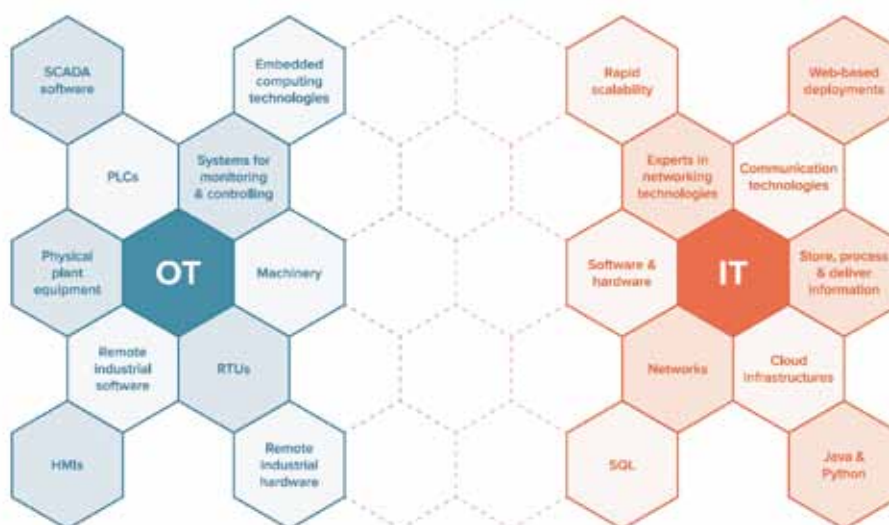 SCADA
software
Embedded
computing
technologies
PLCs
Systems for
monitoring
& controlling
Physical
plant
equipment
OT
Machinery
Remote
industrial
software
RTUs
HMIs
Remote
industrial
hardware
Rapid
scalability
Web-based
deployments
Experts in
networking
technologies
Communication
technologies
Software &
hardware
IT
Store, process
& deliver
information
Networks
Cloud
infrastructures
SQL
Java &
Python